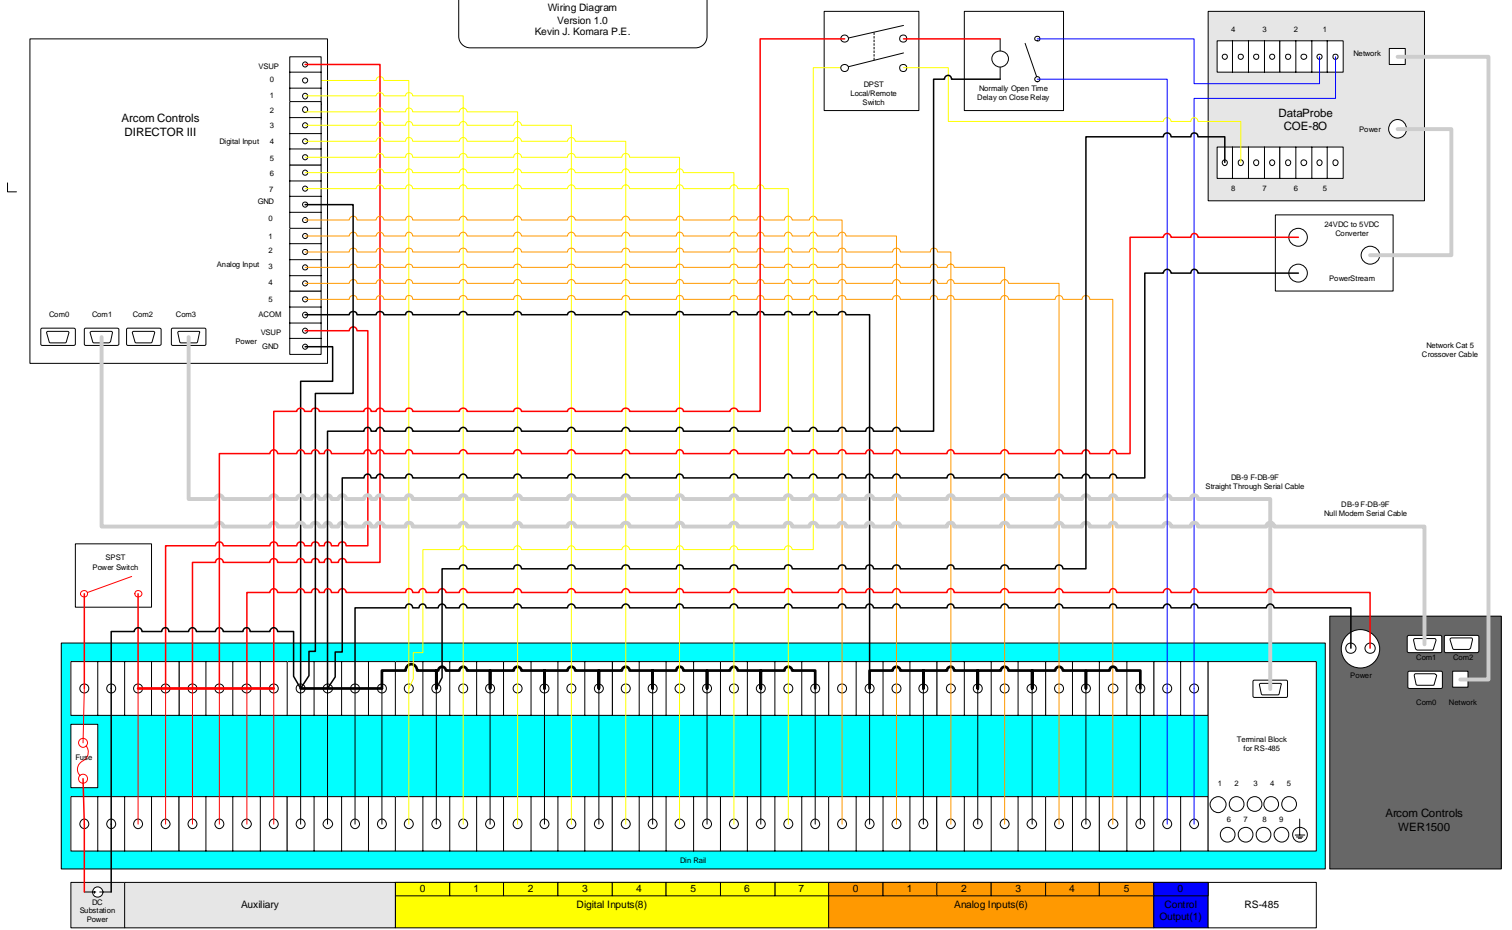 Wiring Diagram
Version 1.0
Kevin J. Komara P.E.
Arcom Controls
DIRECTOR III
VSUP
0
1
2
3
Digital Input 4
5
6
7
GND
0
1
2
Analog Input 3
4
5
ACOM
VSUP
Power
GND
Com0 Com1 Com2 Com3
DPST
Local/Remote
Switch
Normally Open Time
Delay on Close Relay
4 3 2 1
Network
DataProbe
COE-8O
Power
8 7 6 5
24VDC to 5VDC
Converter
PowerStream
Network Cat 5
Crossover Cable
DB-9 F-DB-9F
Straight Through Serial Cable
DB-9 F-DB-9F
Null Modem Serial Cable
SPST
Power Switch
Fuse
Terminal Block
for RS-485
1 2 3 4 5
6 7 8 9
Din Rail
Power
Com1 Com2
Com0 Network
Arcom Controls
WER1500
DC
Substation
Power
Auxiliary
0 1 2 3 4 5 6 7
Digital Inputs(8)
0 1 2 3 4 5
Analog Inputs(6)
0
Control
Output(1)
RS-485